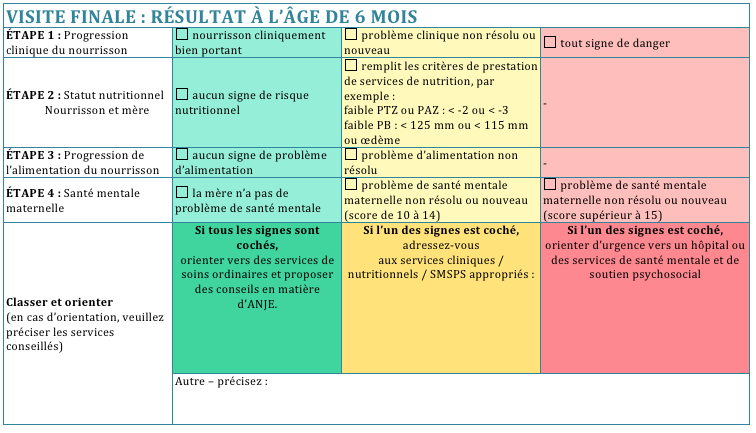 VISITE FINALE : RÉSULTAT À L'ÂGE DE 6 MOIS
ÉTAPE 1 : Progression
clinique du nourrisson
nourrisson cliniquement
bien portant
problème clinique non résolu ou
nouveau
tout signe de danger
ÉTAPE 2 : Statut nutritionnel
Nourrisson et mère
aucun signe de risque
nutritionnel
remplit les critères de prestation
de services de nutrition, par
exemple :
faible PTZ ou PAZ : < -2 ou < -3
faible PB : < 125 mm ou < 115 mm
ou œdème
-
ÉTAPE 3 : Progression de
l'alimentation du nourrisson
aucun signe de problème
d'alimentation
problème d'alimentation non
résolu
-
ÉTAPE 4 : Santé mentale
maternelle
la mère n'a pas de
problème de santé mentale
problème de santé mentale
maternelle non résolu ou nouveau
(score de 10 à 14)
problème de santé mentale
maternelle non résolu ou nouveau
(score supérieur à 15)
Classer et orienter
(en cas d'orientation, veuillez
préciser les services
conseillés)
Si tous les signes sont
cochés,
orienter vers des services de
soins ordinaires et proposer
des conseils en matière
d'ANJE.
Si l'un des signes est coché,
adressez-vous
aux services cliniques /
nutritionnels / SMSPS appropriés :
Si l'un des signes est coché,
orienter d'urgence vers un hôpital ou
des services de santé mentale et de
soutien psychosocial
Autre – précisez :